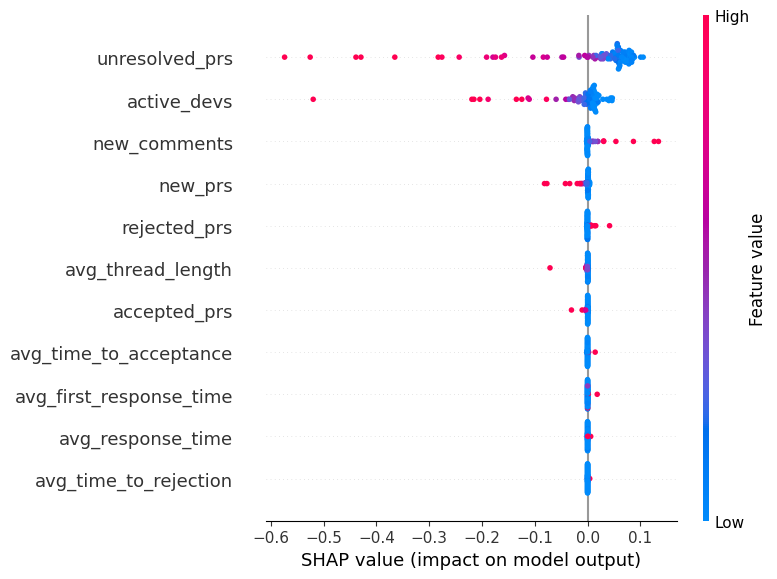 High
unresolved_prs
active_devs
new_comments
new_prs
rejected_prs
avg_thread_length
accepted_prs
avg_time_to_acceptance
avg_first_response_time
avg_response_time
avg_time_to_rejection
Feature value
Low
−0.6 −0.5 −0.4 −0.3 −0.2 −0.1 0.0 0.1
SHAP value (impact on model output)